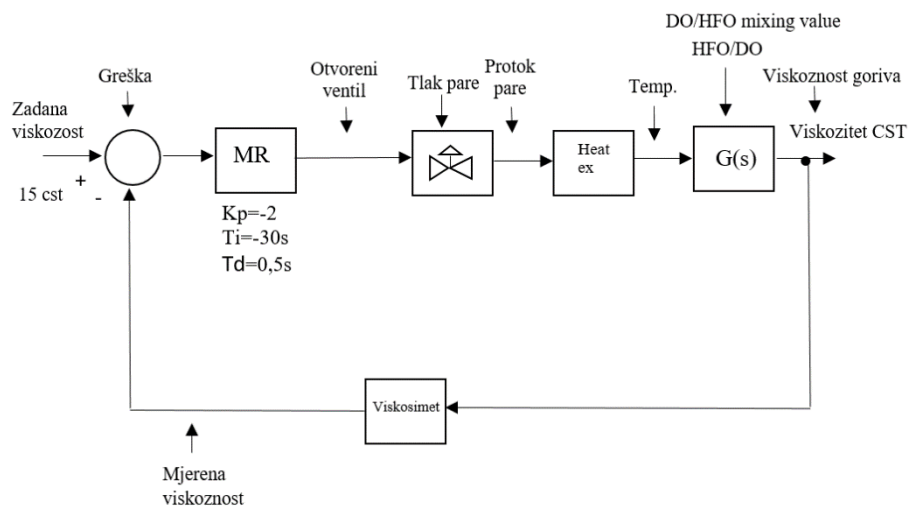 DO/HFO mixing value
HFO/DO
Greška
Otvoreni
ventil
Tlak pare
Protok
pare
Temp.
Viskoznost goriva
Zadana
viskozost
MR
Heat
ex
G(s)
Viskozitet CST
15 cst
+
-
Kp=-2
Ti=-30s
Td=0,5s
Viskosimet
Mjerena
viskoznost